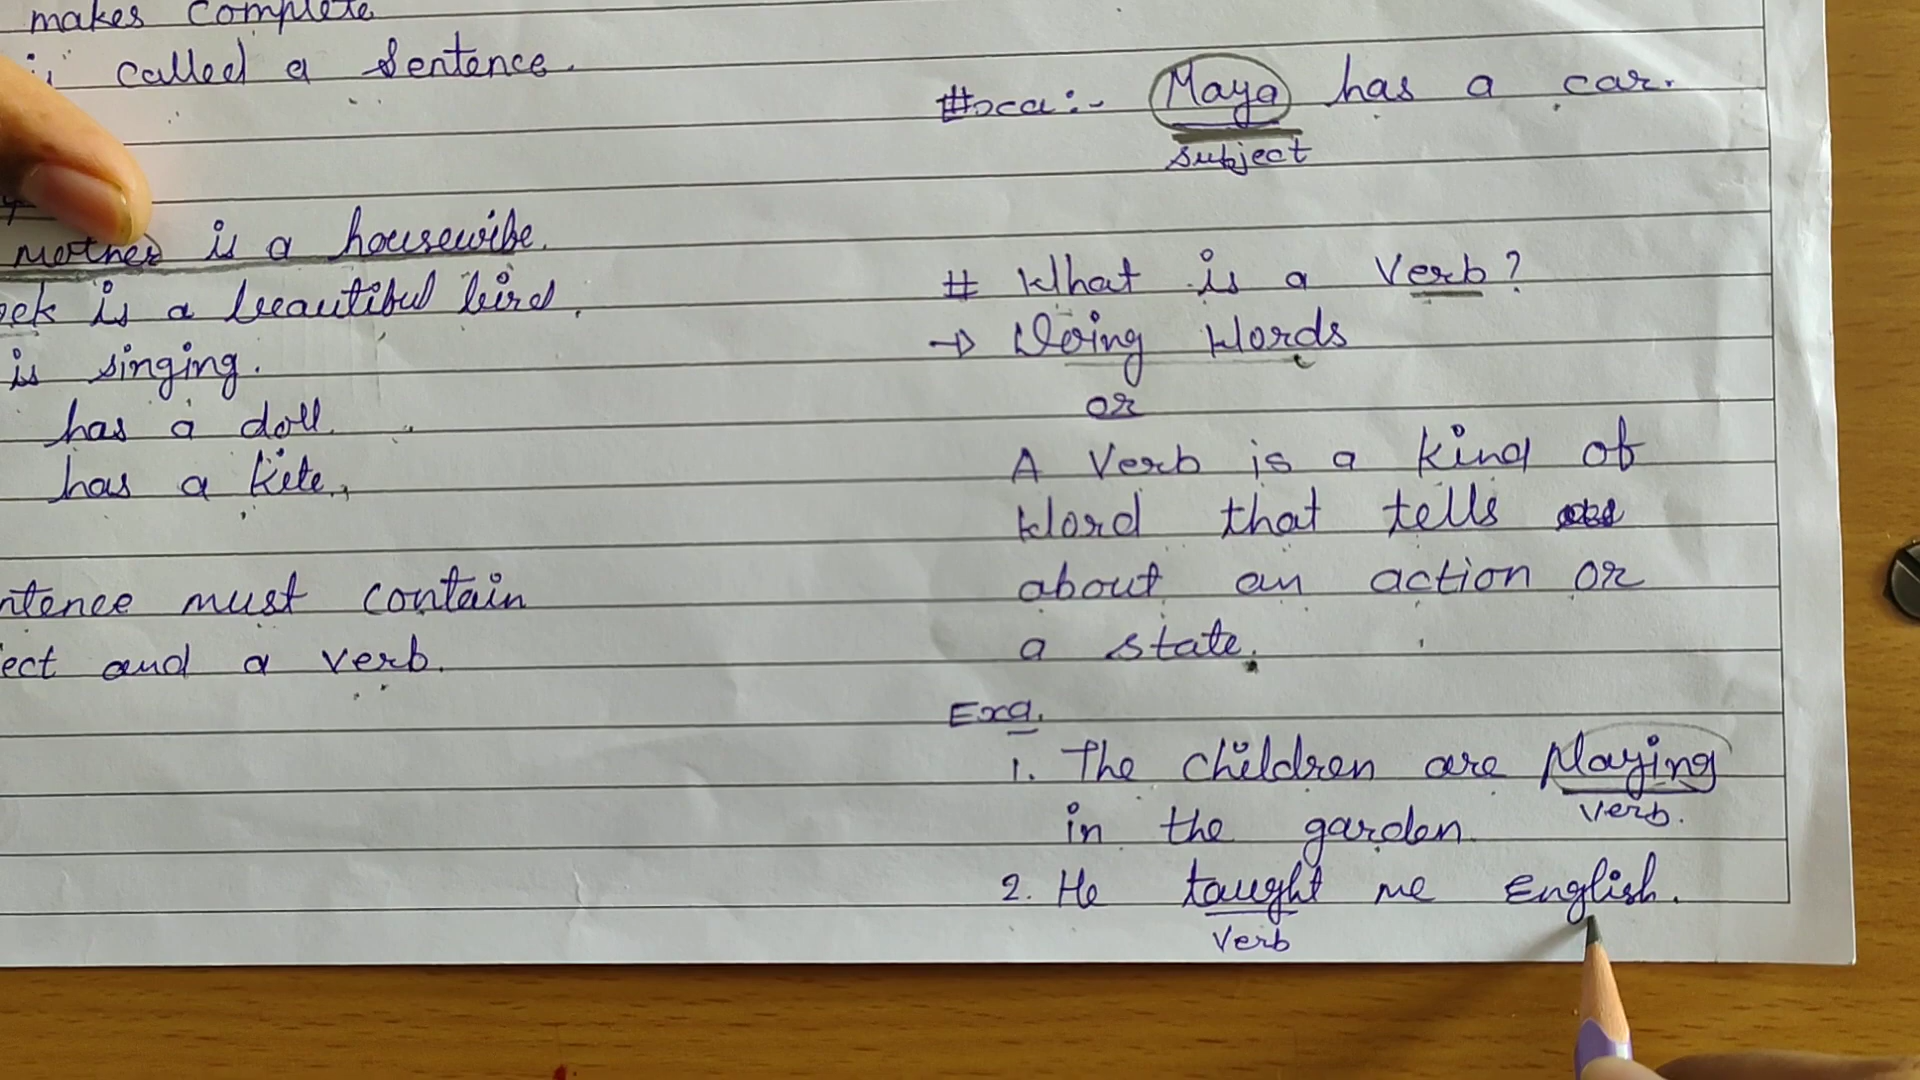 makes complete
is called a sentence.
mother is a housewife.
is a beautiful bird.
is singing.
has a doll.
has a kite.
must contain
and a verb.
Maya has a car.
subject
# What is a Verb?
→ Doing Words
or
A Verb is a kind of
Word that tells
about an action or
a state.
Exa.
1. The children are Playing
verb.
in the garden.
2. He taught me English.
Verb